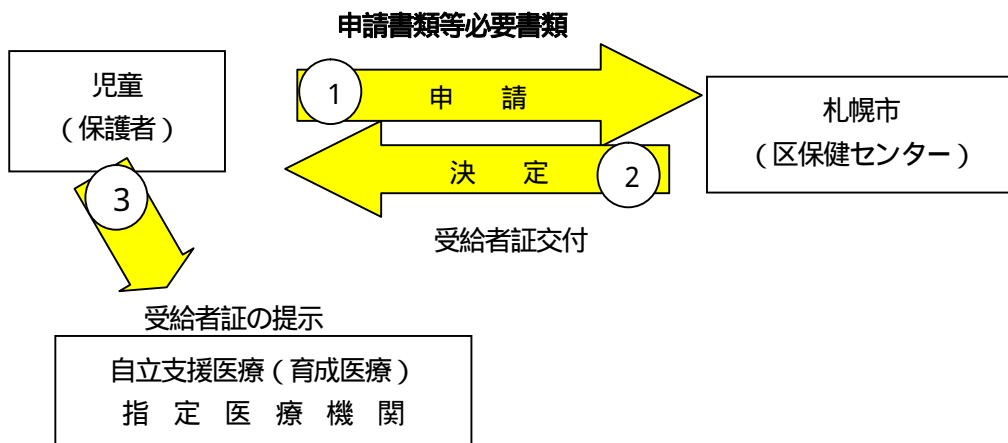 申請書類等必要書類
児童
（保護者）
1
申　請
札幌市
（区保健センター）
決　定
2
3
受給者証交付
受給者証の提示
自立支援医療（育成医療）
指　定　医　療　機　関